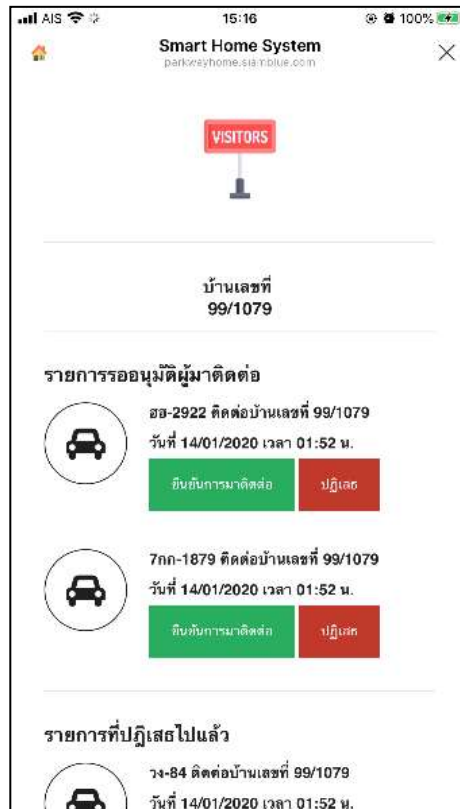 AIS
15:16
100%
Smart Home System
parkwayhome.siamblue.com
VISITORS
บ้านเลขที่
99/1079
รายการรออนุมัติผู้มาติดต่อ
ฮฮ-2922 ติดต่อบ้านเลขที่ 99/1079
วันที่ 14/01/2020 เวลา 01:52 น.
ยืนยันการมาติดต่อ
ปฏิเสธ
7กก-1879 ติดต่อบ้านเลขที่ 99/1079
วันที่ 14/01/2020 เวลา 01:52 น.
ยืนยันการมาติดต่อ
ปฏิเสธ
รายการที่ปฏิเสธไปแล้ว
วง-84 ติดต่อบ้านเลขที่ 99/1079
วันที่ 14/01/2020 เวลา 01:52 น.